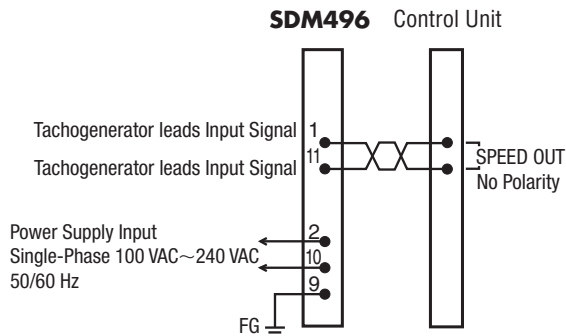 SDM496 Control Unit
Tachogenerator leads Input Signal 1
Tachogenerator leads Input Signal 11
SPEED OUT
No Polarity
Power Supply Input
Single-Phase 100 VAC～240 VAC
50/60 Hz
2
10
9
FG